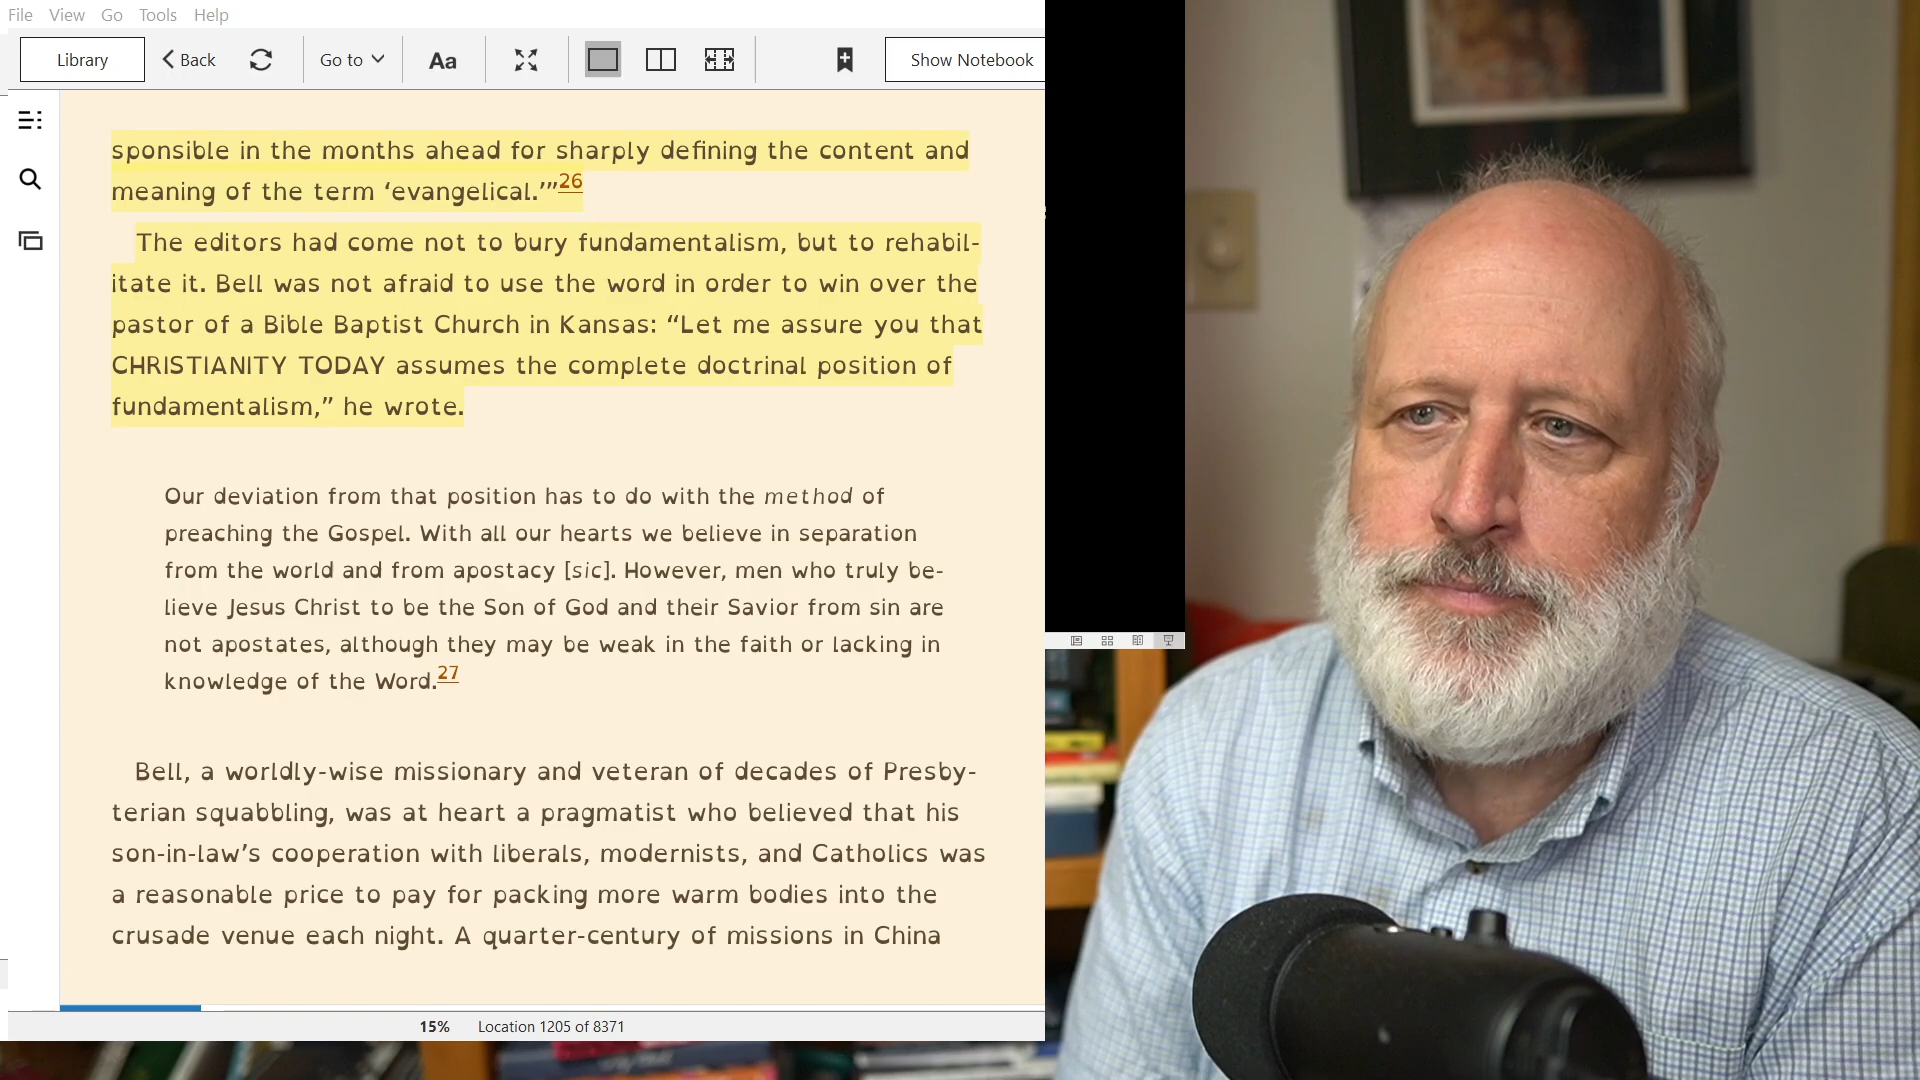 File View Go Tools Help
Library Back Go to Aa Show Notebook
sponsible in the months ahead for sharply defining the content and
meaning of the term ‘evangelical.’”26
The editors had come not to bury fundamentalism, but to rehabil-
itate it. Bell was not afraid to use the word in order to win over the
pastor of a Bible Baptist Church in Kansas: “Let me assure you that
CHRISTIANITY TODAY assumes the complete doctrinal position of
fundamentalism,” he wrote.
Our deviation from that position has to do with the method of
preaching the Gospel. With all our hearts we believe in separation
from the world and from apostacy [sic]. However, men who truly be-
lieve Jesus Christ to be the Son of God and their Savior from sin are
not apostates, although they may be weak in the faith or lacking in
knowledge of the Word.27
Bell, a worldly-wise missionary and veteran of decades of Presby-
terian squabbling, was at heart a pragmatist who believed that his
son-in-law’s cooperation with liberals, modernists, and Catholics was
a reasonable price to pay for packing more warm bodies into the
crusade venue each night. A quarter-century of missions in China
15% Location 1205 of 8371